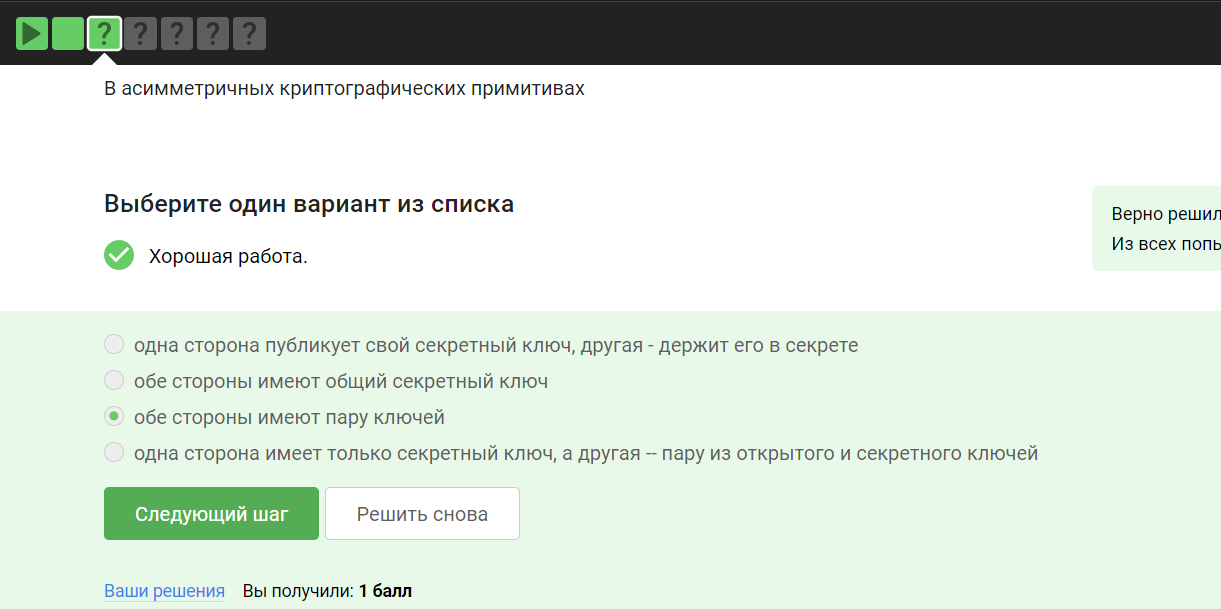 ? ? ? ? ?
В асимметричных криптографических примитивах
Выберите один вариант из списка
Верно решил
Хорошая работа.
Из всех попы
одна сторона публикует свой секретный ключ, другая - держит его в секрете
обе стороны имеют общий секретный ключ
обе стороны имеют пару ключей
одна сторона имеет только секретный ключ, а другая -- пару из открытого и секретного ключей
Следующий шаг
Решить снова
Ваши решения
Вы получили: 1 балл